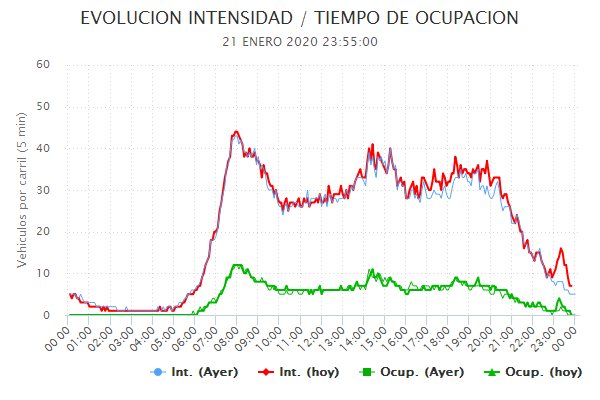 EVOLUCION INTENSIDAD / TIEMPO DE OCUPACION
21 ENERO 2020 23:55:00
Vehiculos por carril (5 min)
60
50
40
30
20
10
0
00:00 01:00 02:00 03:00 04:00 05:00 06:00 07:00 08:00 09:00 10:00 11:00 12:00 13:00 14:00 15:00 16:00 17:00 18:00 19:00 20:00 21:00 22:00 23:00 00:00
Int. (Ayer) Int. (hoy) Ocup. (Ayer) Ocup. (hoy)